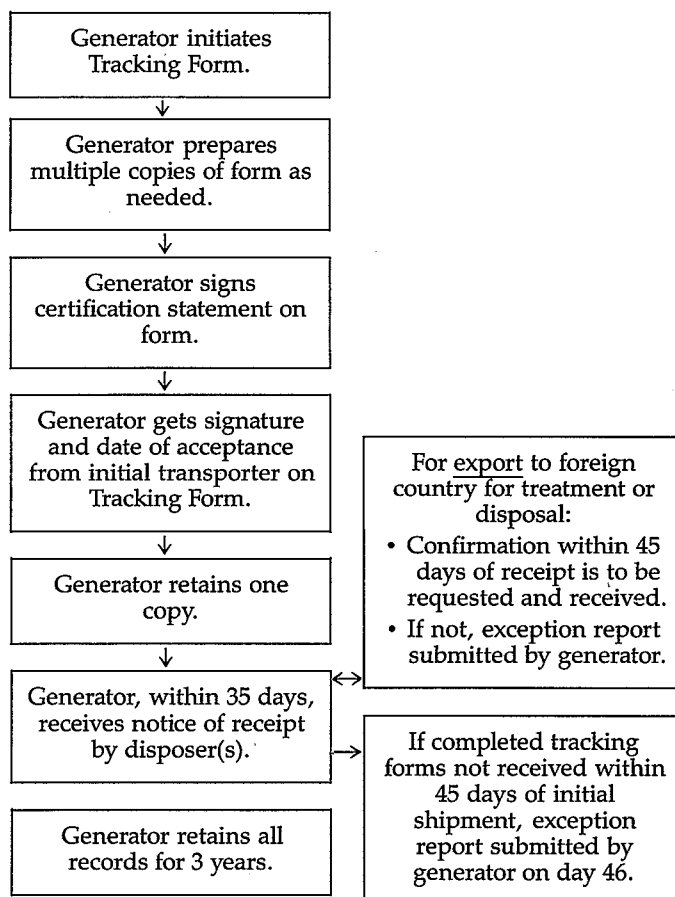 Generator initiates
Tracking Form.
Generator prepares
multiple copies of form as
needed.
Generator signs
certification statement on
form.
Generator gets signature
and date of acceptance
from initial transporter on
Tracking Form.
Generator retains one
copy.
Generator, within 35 days,
receives notice of receipt
by disposer(s).
Generator retains all
records for 3 years.
For export to foreign
country for treatment or
disposal:
• Confirmation within 45
days of receipt is to be
requested and received.
• If not, exception report
submitted by generator.
If completed tracking
forms not received within
45 days of initial
shipment, exception
report submitted by
generator on day 46.